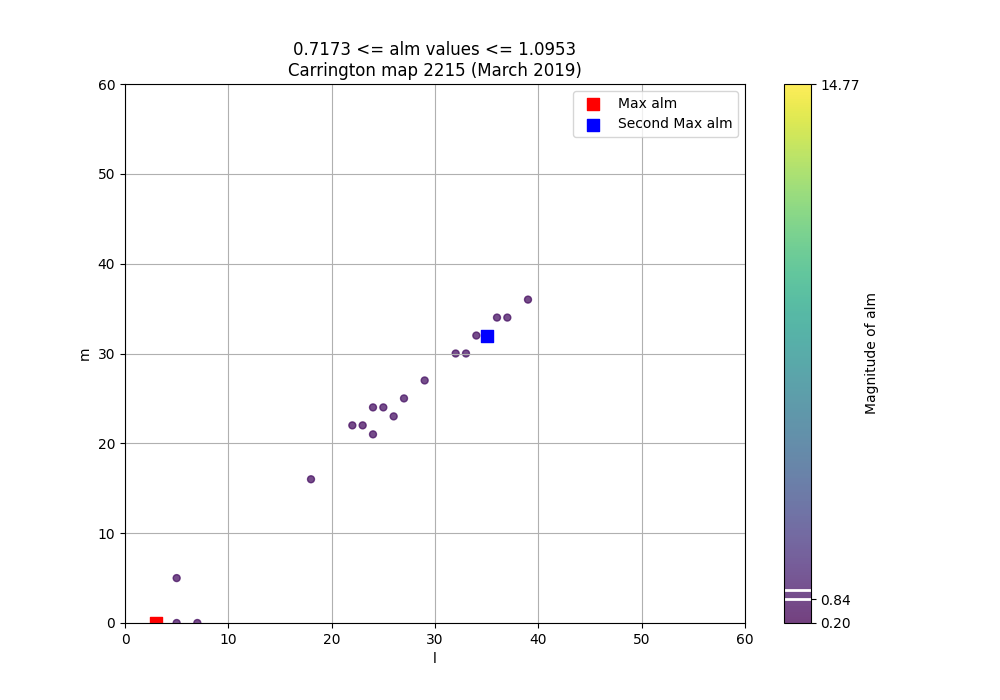 0.7173 <= alm values <= 1.0953
Carrington map 2215 (March 2019)
Max alm
Second Max alm
60
50
40
30
20
10
0
m
0 10 20 30 40 50 60
l
14.77
0.84
0.20
Magnitude of alm